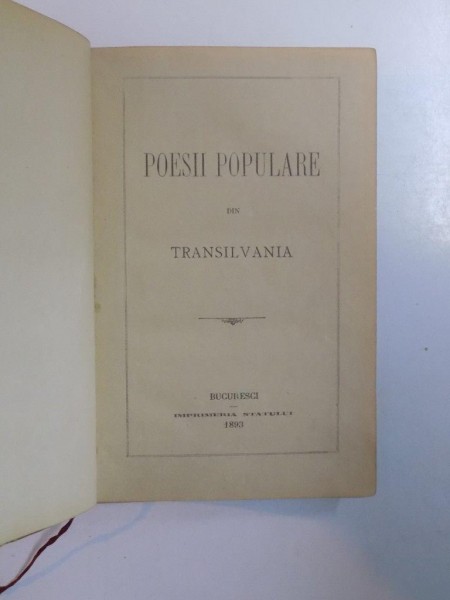 POESII POPULARE
DIN
TRANSILVANIA
BUCURESCI
IMPRIMERIA STATULUI
1893